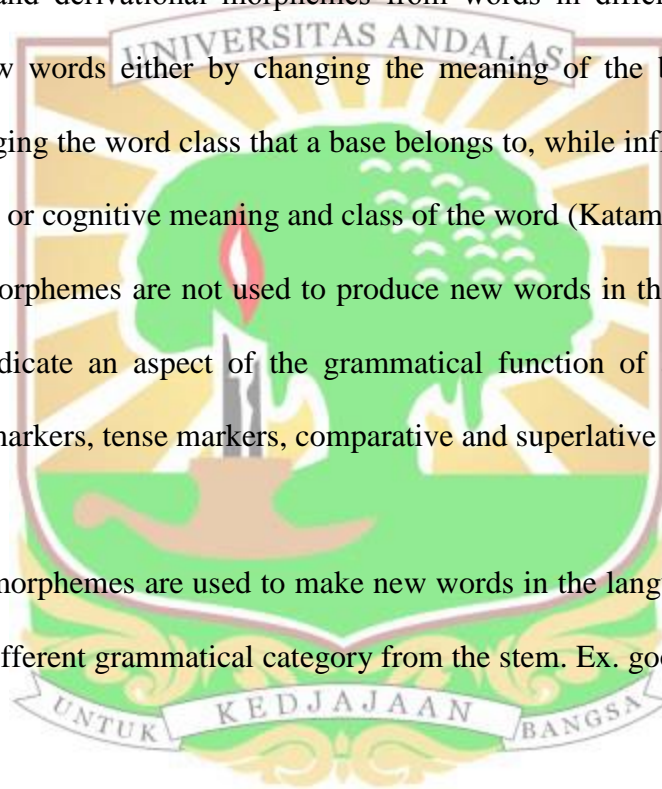 and derivational morphemes from words in differ
UNIVERSITAS ANDALAS
w words either by changing the meaning of the b
ging the word class that a base belongs to, while infl
or cognitive meaning and class of the word (Katam
orphemes are not used to produce new words in th
dicate an aspect of the grammatical function of
markers, tense markers, comparative and superlative
morphemes are used to make new words in the lang
fferent grammatical category from the stem. Ex. goo
UNTUK KEDJAJAAN BANGSA